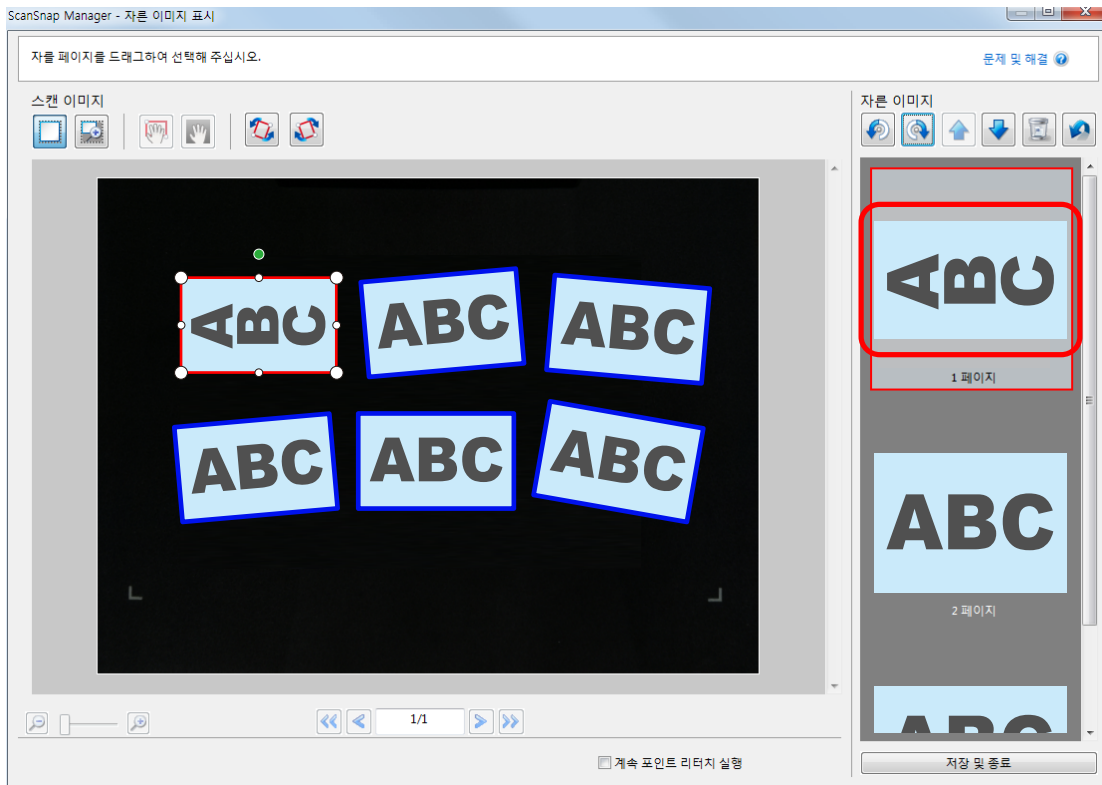 ScanSnap Manager - 자른 이미지 표시
자를 페이지를 드래그하여 선택해 주십시오.
문제 및 해결
스캔 이미지
자른 이미지
ABC
ABC
ABC
ABC
ABC
ABC
ABC
1 페이지
ABC
2 페이지
ABC
1/1
계속 포인트 리터치 실행
저장 및 종료